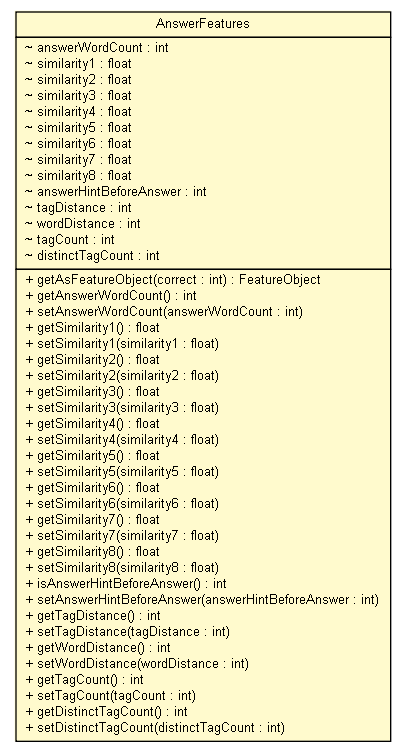 AnswerFeatures
~ answerWordCount : int
~ similarity1 : float
~ similarity2 : float
~ similarity3 : float
~ similarity4 : float
~ similarity5 : float
~ similarity6 : float
~ similarity7 : float
~ similarity8 : float
~ answerHintBeforeAnswer : int
~ tagDistance : int
~ wordDistance : int
~ tagCount : int
~ distinctTagCount : int
+ getAsFeatureObject(correct : int) : FeatureObject
+ getAnswerWordCount() : int
+ setAnswerWordCount(answerWordCount : int)
+ getSimilarity1() : float
+ setSimilarity1(similarity1 : float)
+ getSimilarity2() : float
+ setSimilarity2(similarity2 : float)
+ getSimilarity3() : float
+ setSimilarity3(similarity3 : float)
+ getSimilarity4() : float
+ setSimilarity4(similarity4 : float)
+ getSimilarity5() : float
+ setSimilarity5(similarity5 : float)
+ getSimilarity6() : float
+ setSimilarity6(similarity6 : float)
+ getSimilarity7() : float
+ setSimilarity7(similarity7 : float)
+ getSimilarity8() : float
+ setSimilarity8(similarity8 : float)
+ isAnswerHintBeforeAnswer() : int
+ setAnswerHintBeforeAnswer(answerHintBeforeAnswer : int)
+ getTagDistance() : int
+ setTagDistance(tagDistance : int)
+ getWordDistance() : int
+ setWordDistance(wordDistance : int)
+ getTagCount() : int
+ setTagCount(tagCount : int)
+ getDistinctTagCount() : int
+ setDistinctTagCount(distinctTagCount : int)